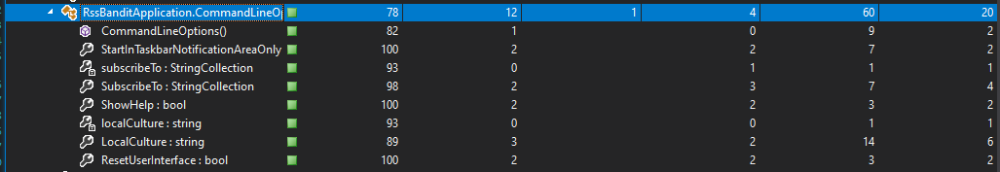 RssBanditApplication.CommandLineO 78 12 1 4 60 20
CommandLineOptions() 82 1 0 9 2
StartInTaskbarNotificationAreaOnly 100 2 2 7 2
subscribeTo : StringCollection 93 0 1 1 1
SubscribeTo : StringCollection 98 2 3 7 4
ShowHelp : bool 100 2 2 3 2
localCulture : string 93 0 0 1 1
LocalCulture : string 89 3 2 14 6
ResetUserInterface : bool 100 2 2 3 2